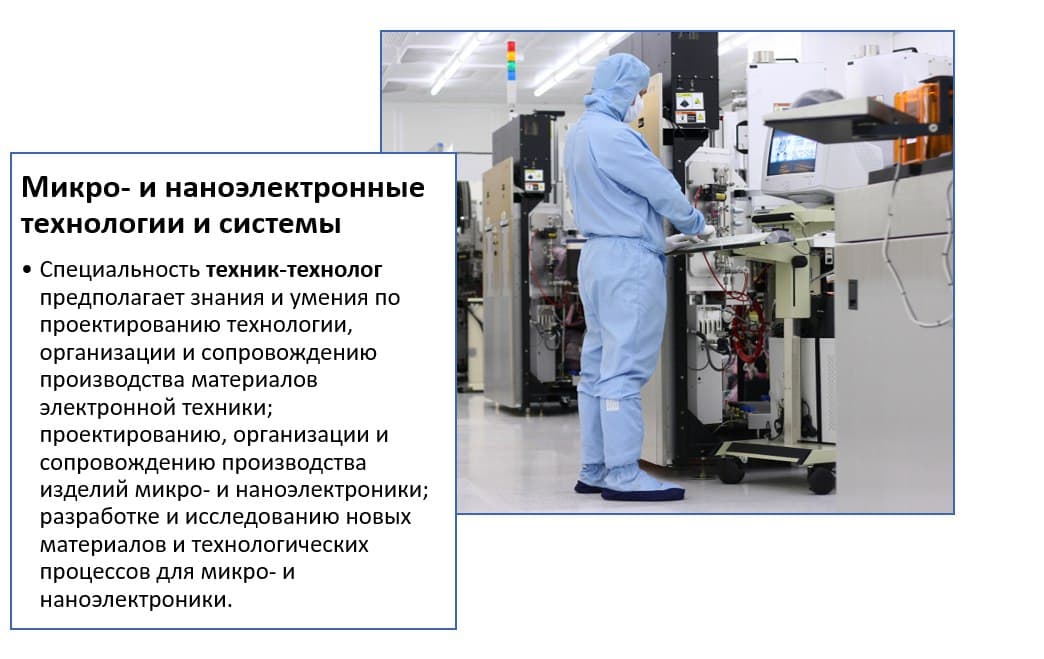 Микро- и наноэлектронные
технологии и системы
• Специальность техник-технолог
предполагает знания и умения по
проектированию технологии,
организации и сопровождению
производства материалов
электронной техники;
проектированию, организации и
сопровождению производства
изделий микро- и наноэлектроники;
разработке и исследованию новых
материалов и технологических
процессов для микро- и
наноэлектроники.